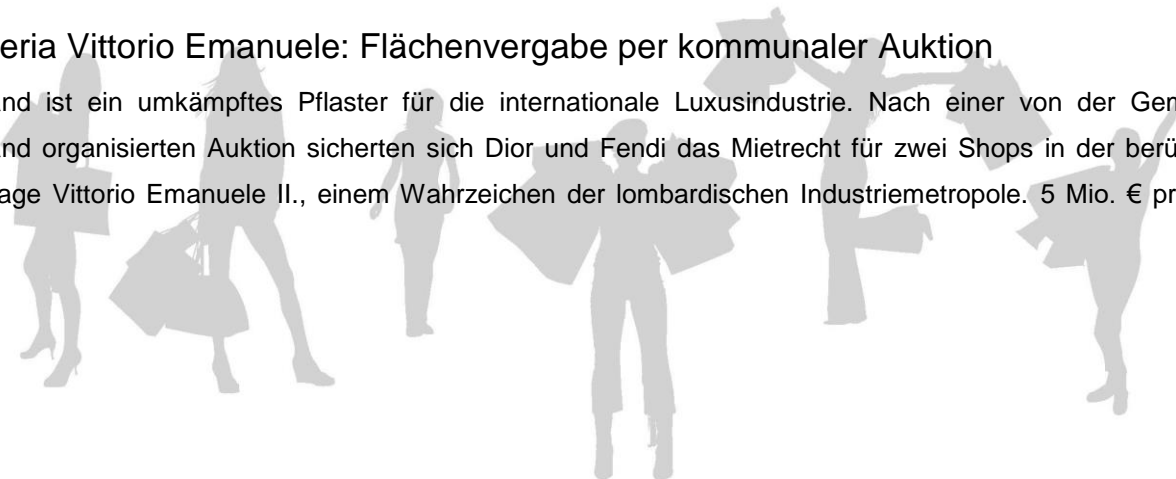 eria Vittorio Emanuele: Flächenvergabe per kommunaler Auktion
nd ist ein umkämpftes Pflaster für die internationale Luxusindustrie. Nach einer von der Ger
nd organisierten Auktion sicherten sich Dior und Fendi das Mietrecht für zwei Shops in der berü
age Vittorio Emanuele II., einem Wahrzeichen der lombardischen Industriemetropole. 5 Mio. € pr